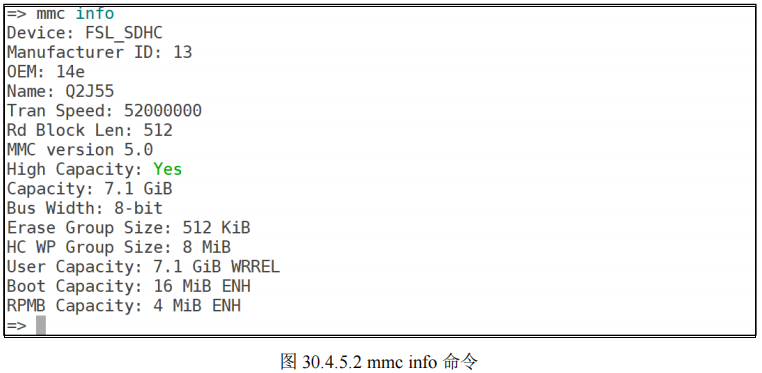 => mmc info
Device: FSL_SDHC
Manufacturer ID: 13
OEM: 14e
Name: Q2J55
Tran Speed: 52000000
Rd Block Len: 512
MMC version 5.0
High Capacity: Yes
Capacity: 7.1 GiB
Bus Width: 8-bit
Erase Group Size: 512 KiB
HC WP Group Size: 8 MiB
User Capacity: 7.1 GiB WRREL
Boot Capacity: 16 MiB ENH
RPMB Capacity: 4 MiB ENH
=>
图 30.4.5.2 mmc info 命令